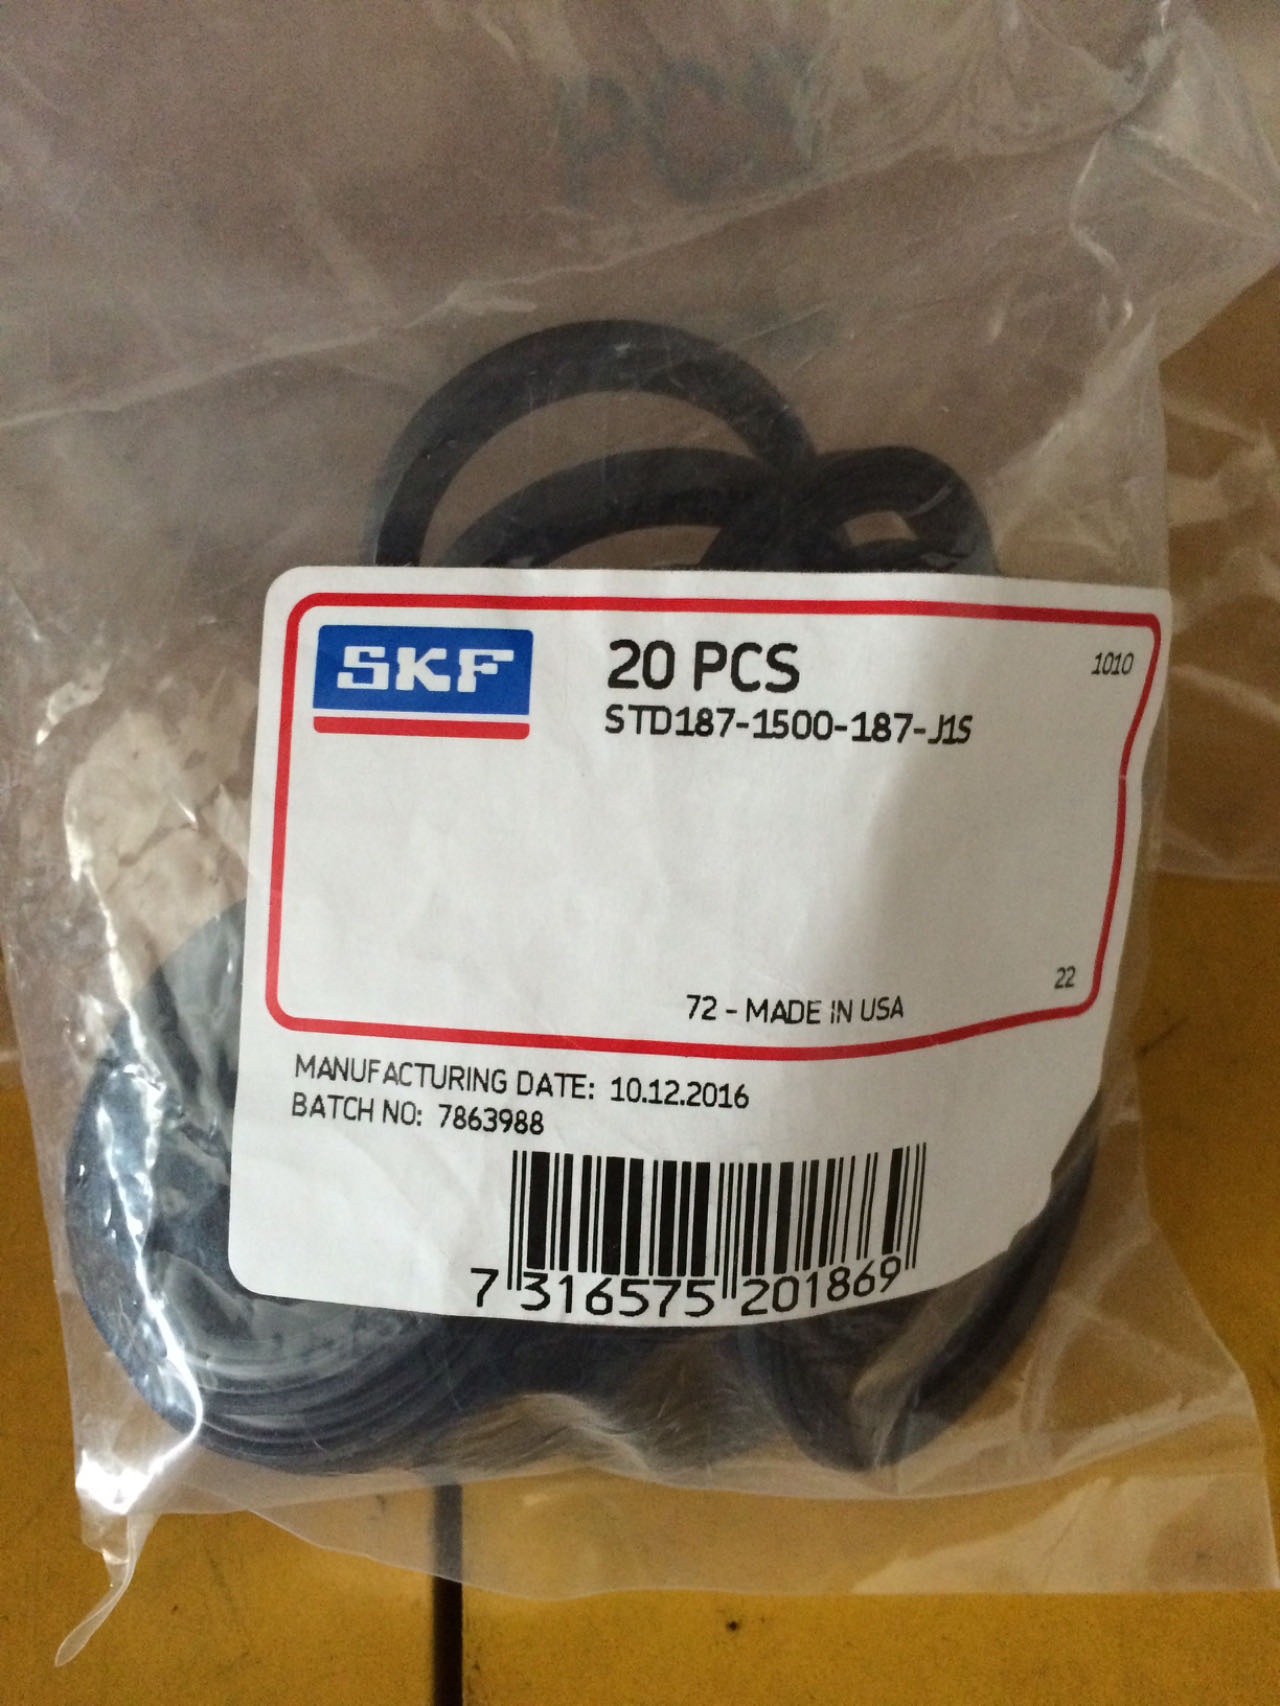 SKF
20 PCS
1010
STD187-1500-187-J1S
22
72 - MADE IN USA
MANUFACTURING DATE: 10.12.2016
BATCH NO: 7863988
7 316575 201869